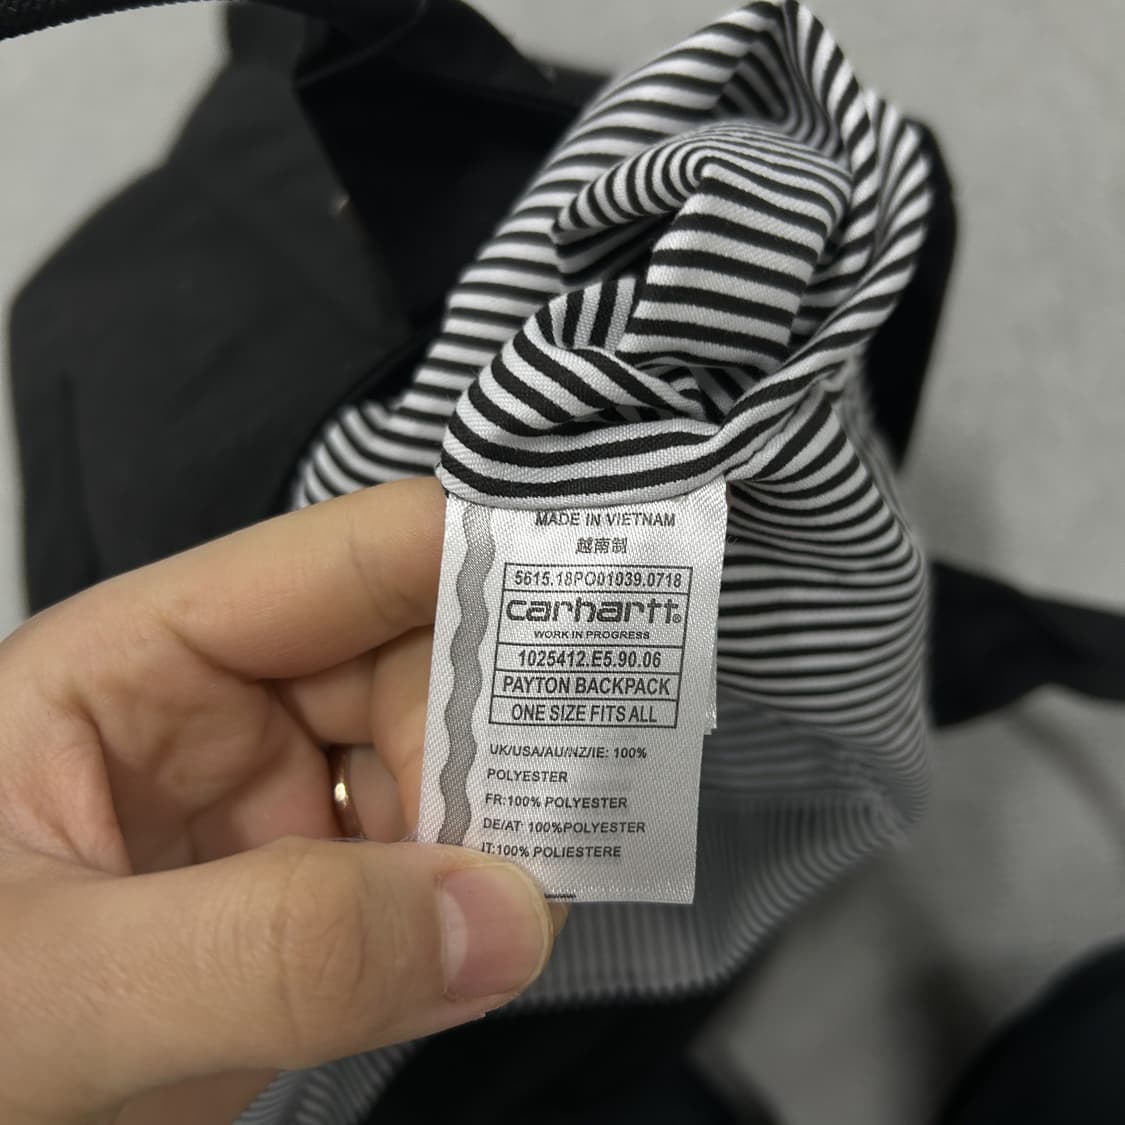 MADE IN VIETNAM
越南制
5615.18PO01039.0718
carhartt®
WORK IN PROGRESS
1025412.E5.90.06
PAYTON BACKPACK
ONE SIZE FITS ALL
UK/USA/AU/NZ/IE: 100%
POLYESTER
FR:100% POLYESTER
DE/AT: 100%POLYESTER
IT:100% POLIESTERE